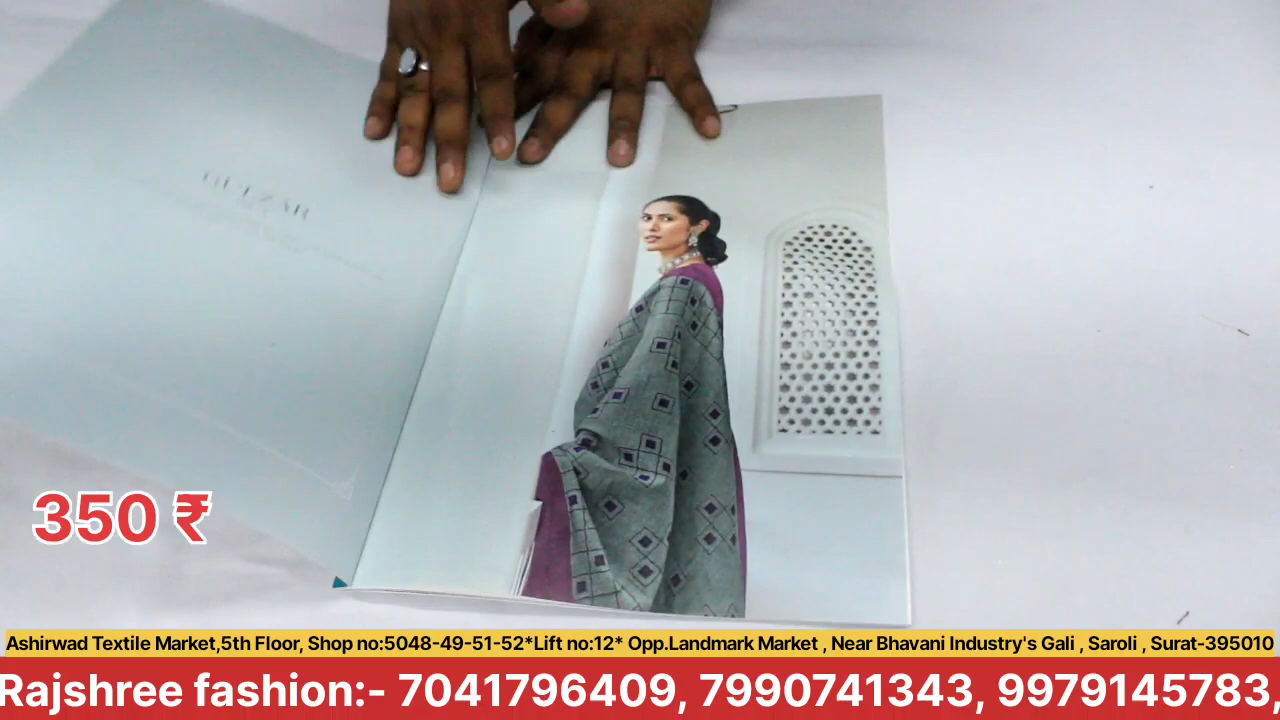 GULZAR
350 ₹
Ashirwad Textile Market,5th Floor, Shop no:5048-49-51-52*Lift no:12* Opp.Landmark Market , Near Bhavani Industry's Gali , Saroli , Surat-395010
Rajshree fashion:- 7041796409, 7990741343, 9979145783,